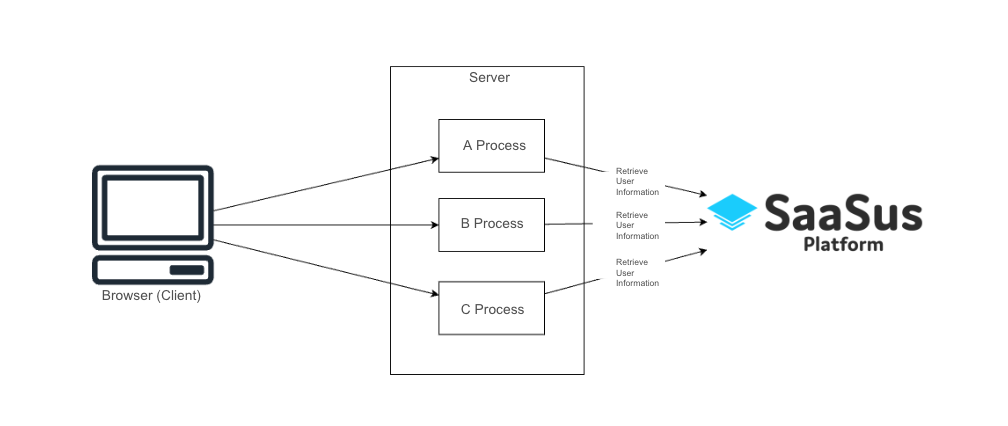 Server
A Process
B Process
C Process
Browser (Client)
Retrieve
User
Information
Retrieve
User
Information
Retrieve
User
Information
SaaSus
Platform